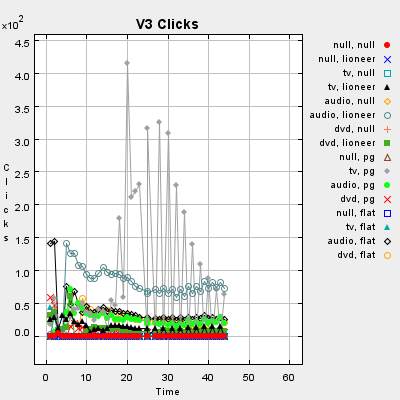 V3 Clicks
x10²
4.5
4.0
3.5
3.0
2.5
2.0
1.5
1.0
0.5
0.0
Clicks
0 10 20 30 40 50 60
Time
null, null
null, lioneer
tv, null
tv, lioneer
audio, null
audio, lioneer
dvd, null
dvd, lioneer
null, pg
tv, pg
audio, pg
dvd, pg
null, flat
tv, flat
audio, flat
dvd, flat